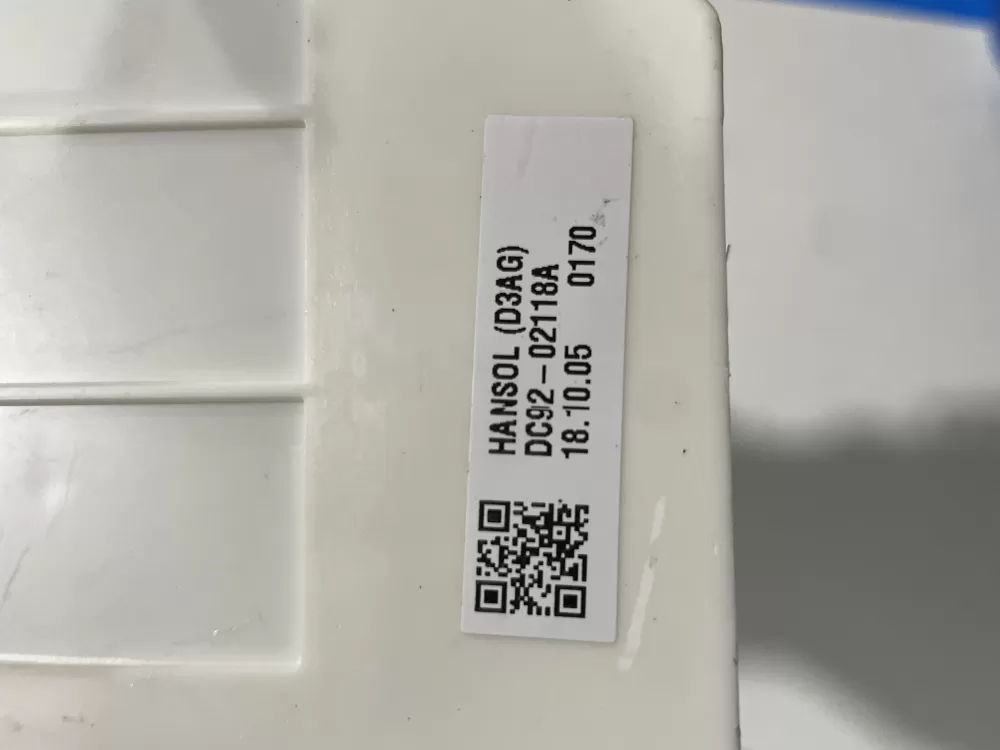 HANSOL (D3AG)
DC92-02118A
18.10.05 0170